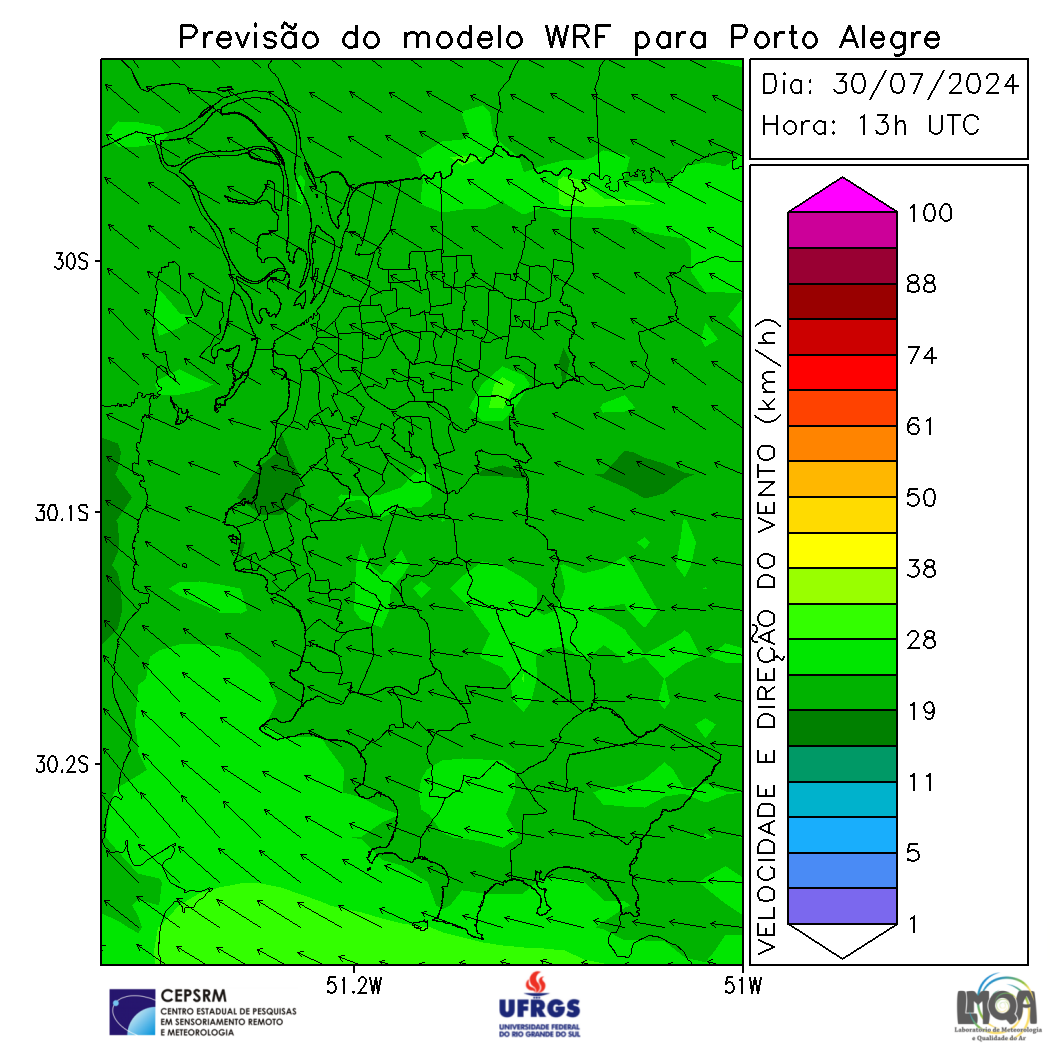 Previsão do modelo WRF para Porto Alegre
Dia: 30/07/2024
Hora: 13h UTC
30S
30.1S
30.2S
51.2W
51W
VELOCIDADE E DIREÇÃO DO VENTO (km/h)
100
88
74
61
50
38
28
19
11
5
1
CEPSRM
CENTRO ESTADUAL DE PESQUISAS
EM SENSORIAMENTO REMOTO
E METEOROLOGIA
UFRGS
UNIVERSIDADE FEDERAL
DO RIO GRANDE DO SUL
LMQA
Laboratório de Meteorologia
e Qualidade do Ar